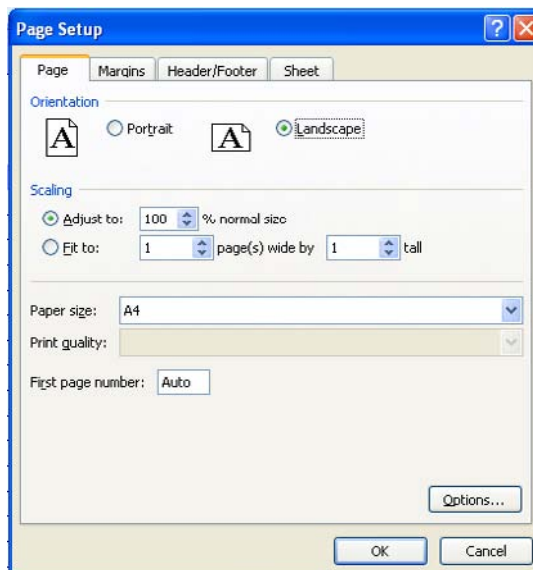 Page Setup
Page Margins Header/Footer Sheet
Orientation
A Portrait A Landscape
Scaling
Adjust to: 100 % normal size
Fit to: 1 page(s) wide by 1 tall
Paper size: A4
Print quality:
First page number: Auto
Options...
OK Cancel